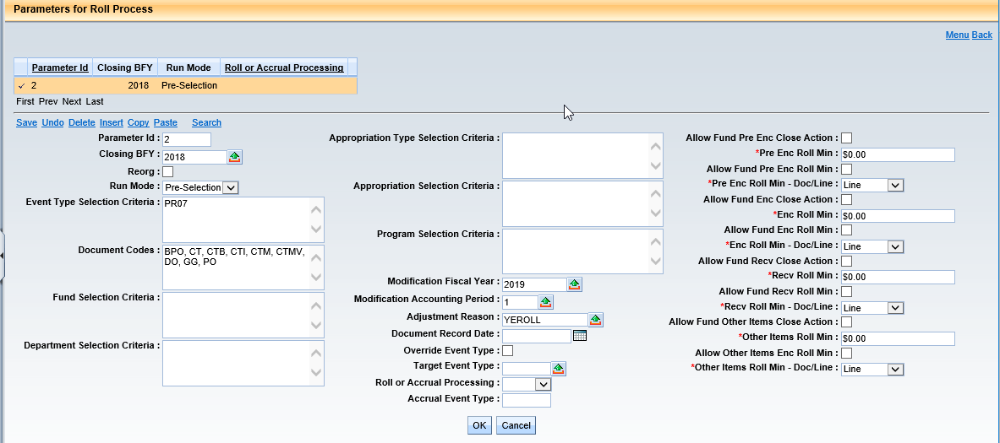 Parameters for Roll Process
Menu Back
Parameter Id Closing BFY Run Mode Roll or Accrual Processing
✓ 2 2018 Pre-Selection
First Prev Next Last
Save Undo Delete Insert Copy Paste Search
Parameter Id : 2
Closing BFY : 2018
Reorg :
Run Mode : Pre-Selection
Event Type Selection Criteria : PR07
Document Codes : BPO, CT, CTB, CTI, CTM, CTMV,
DO, GG, PO
Fund Selection Criteria :
Department Selection Criteria :
Appropriation Type Selection Criteria :
Appropriation Selection Criteria :
Program Selection Criteria :
Modification Fiscal Year : 2019
Modification Accounting Period : 1
Adjustment Reason : YEROLL
Document Record Date :
Override Event Type :
Target Event Type :
Roll or Accrual Processing :
Accrual Event Type :
Allow Fund Pre Enc Close Action :
*Pre Enc Roll Min : $0.00
Allow Fund Pre Enc Roll Min :
*Pre Enc Roll Min - Doc/Line : Line
Allow Fund Enc Close Action :
*Enc Roll Min : $0.00
Allow Fund Enc Roll Min :
*Enc Roll Min - Doc/Line : Line
Allow Fund Recv Close Action :
*Recv Roll Min : $0.00
Allow Fund Recv Roll Min :
*Recv Roll Min - Doc/Line : Line
Allow Fund Other Items Close Action :
*Other Items Roll Min : $0.00
Allow Other Items Enc Roll Min :
*Other Items Roll Min - Doc/Line : Line
OK Cancel